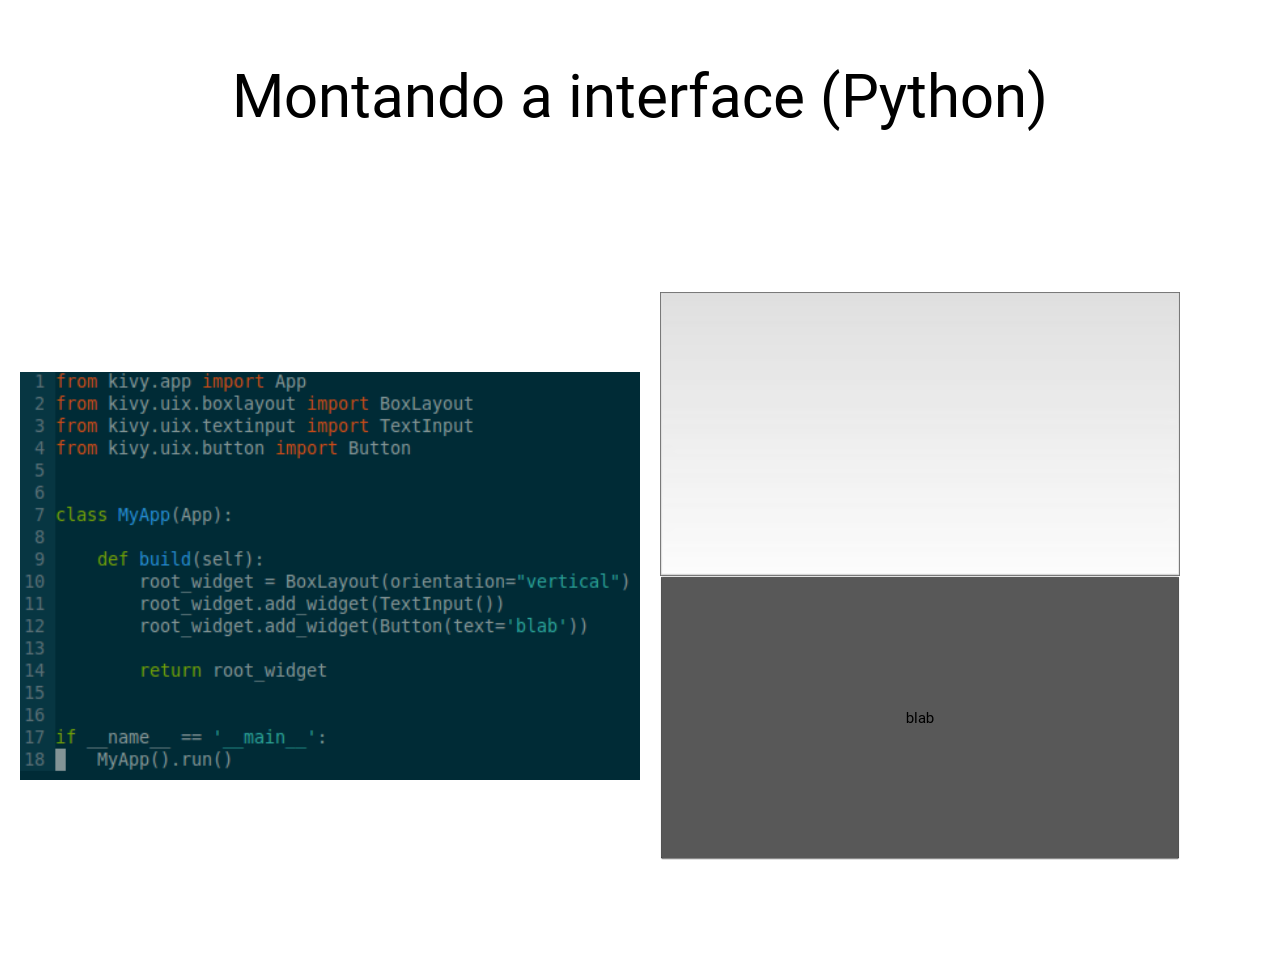 Montando a interface (Python)
1 from kivy.app import App
2 from kivy.uix.boxlayout import BoxLayout
3 from kivy.uix.textinput import TextInput
4 from kivy.uix.button import Button
5
6
7 class MyApp(App):
8
9     def build(self):
10         root_widget = BoxLayout(orientation="vertical")
11         root_widget.add_widget(TextInput())
12         root_widget.add_widget(Button(text='blab'))
13
14         return root_widget
15
16
17 if __name__ == '__main__':
18     MyApp().run()
blab